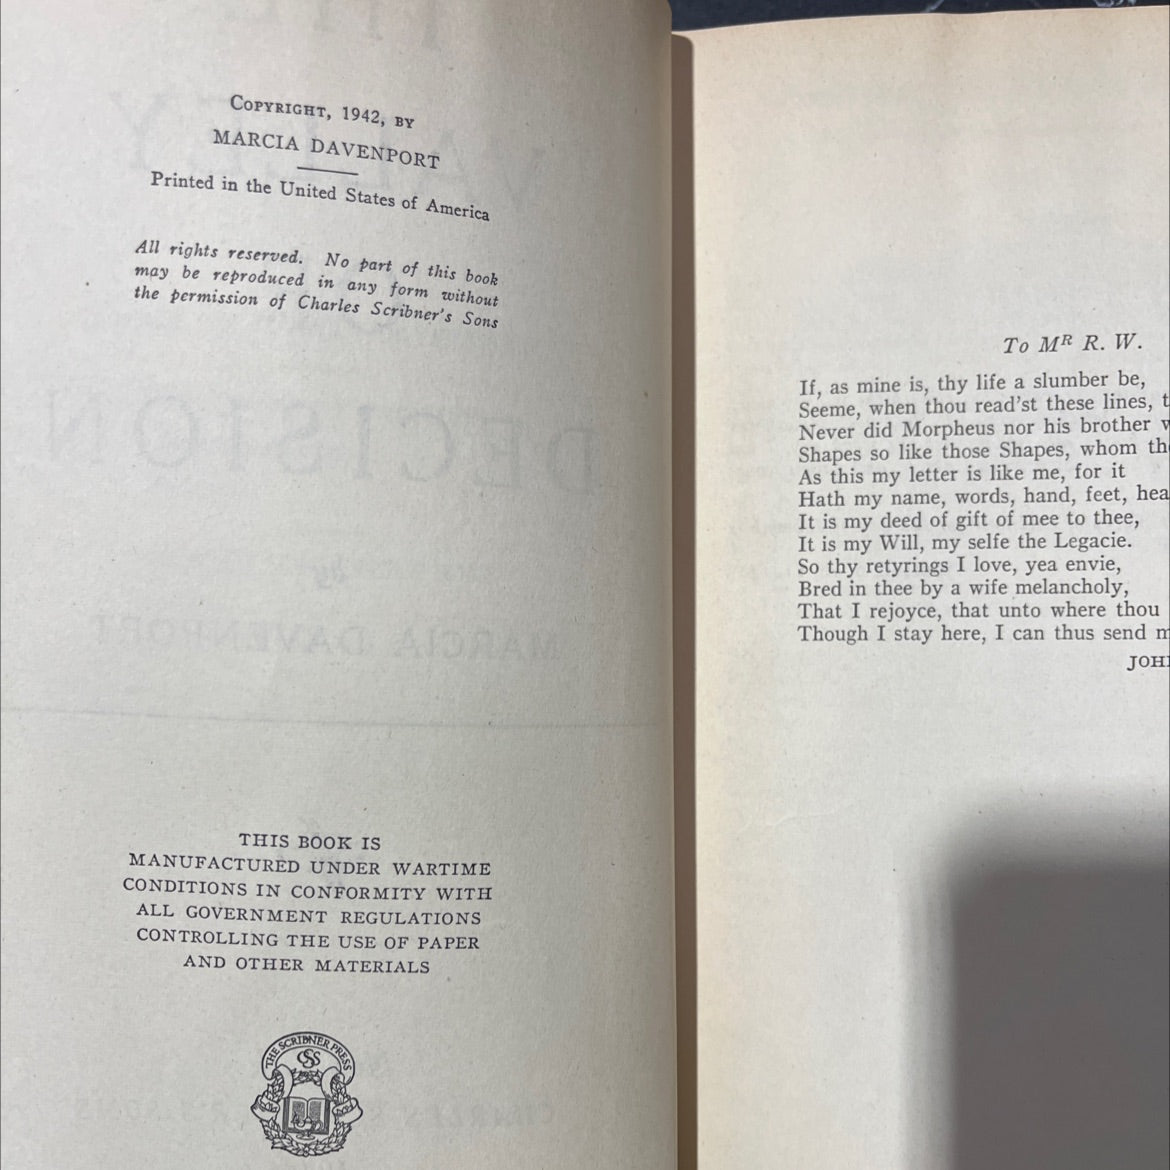 COPYRIGHT, 1942, BY
MARCIA DAVENPORT
Printed in the United States of America
All rights reserved. No part of this book
may be reproduced in any form without
the permission of Charles Scribner's Sons
DECISION
MARCIA DAVENPORT
THIS BOOK IS
MANUFACTURED UNDER WARTIME
CONDITIONS IN CONFORMITY WITH
ALL GOVERNMENT REGULATIONS
CONTROLLING THE USE OF PAPER
AND OTHER MATERIALS
THE SCRIBNER PRESS
CSS
To MR R. W.
If, as mine is, thy life a slumber be,
Seeme, when thou read'st these lines,
Never did Morpheus nor his brother
Shapes so like those Shapes, whom
As this my letter is like me, for it
Hath my name, words, hand, feet,
It is my deed of gift of mee to thee,
It is my Will, my selfe the Legacie.
So thy retyrings I love, yea envie,
Bred in thee by a wife melancholy,
That I rejoyce, that unto where thou
Though I stay here, I can thus send